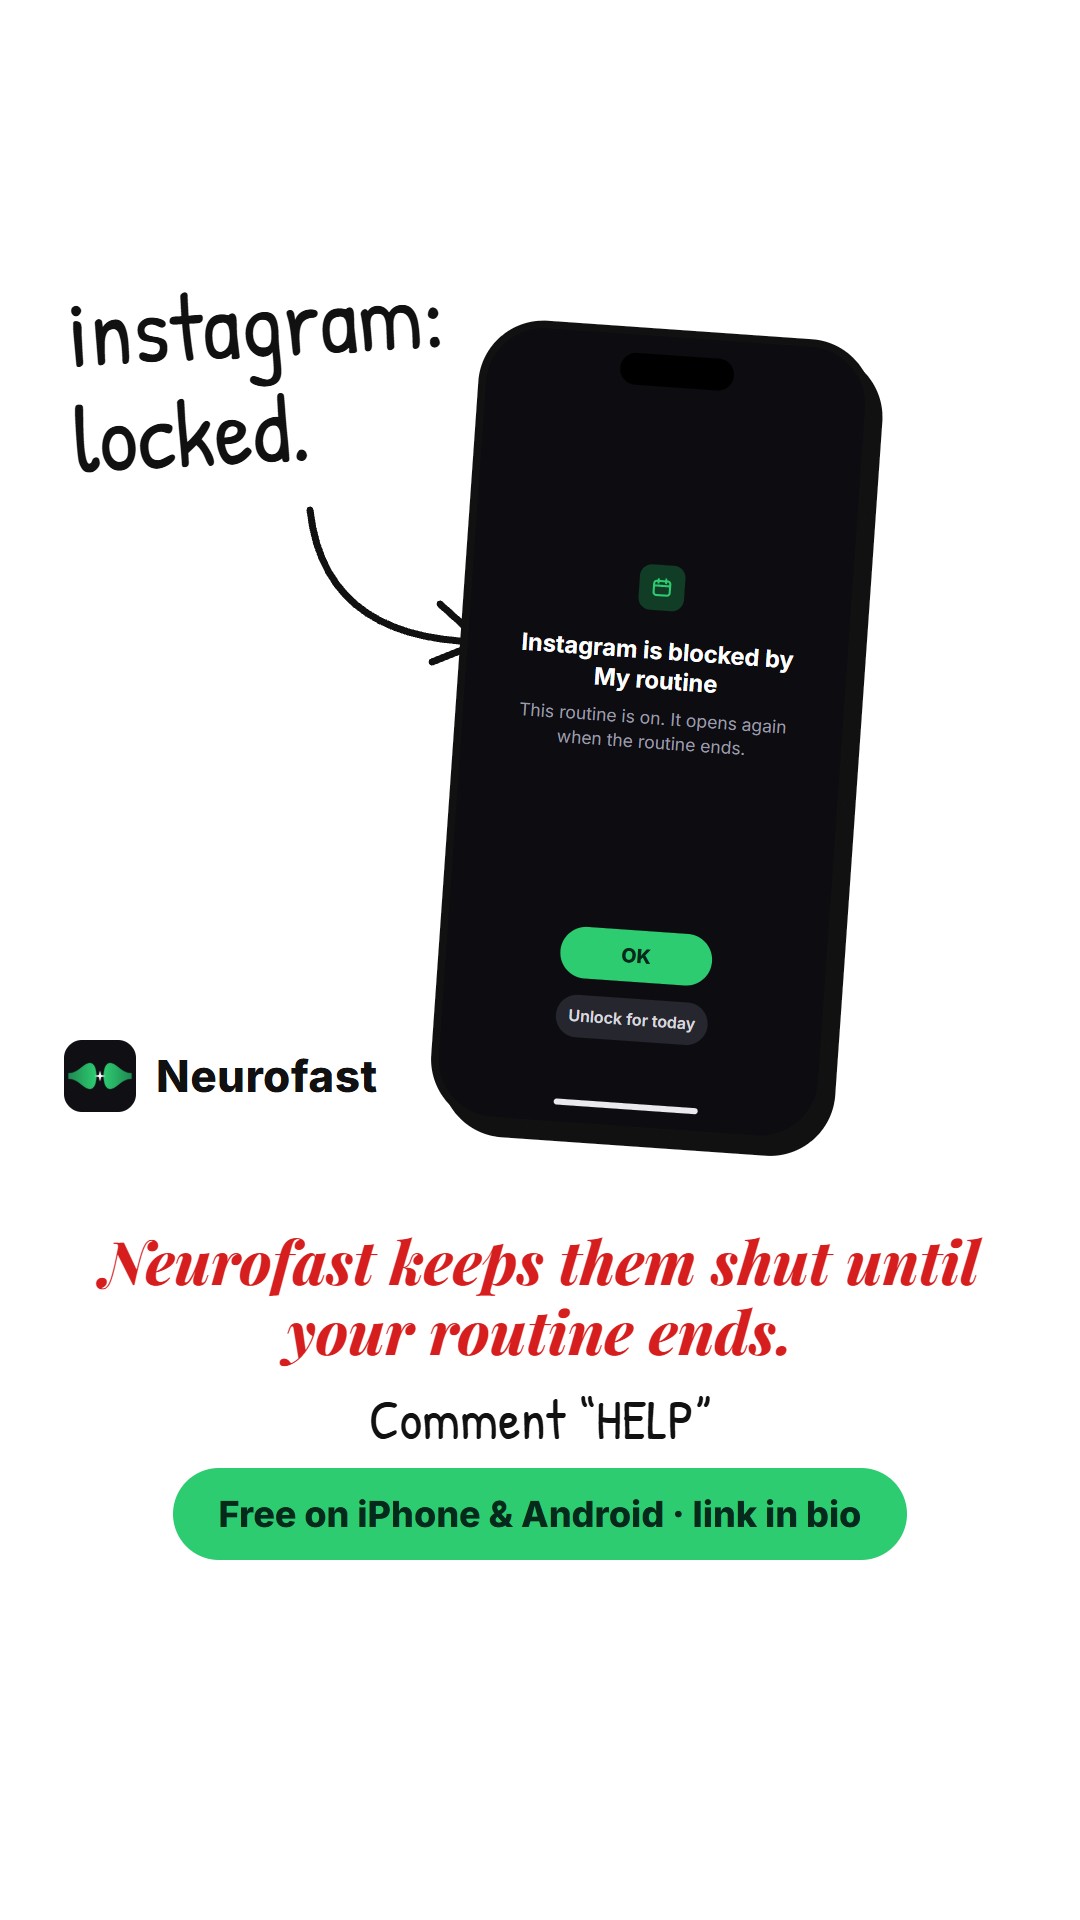 instagram:
locked.
Instagram is blocked by
My routine
This routine is on. It opens again
when the routine ends.
OK
Unlock for today
Neurofast
Neurofast keeps them shut until
your routine ends.
Comment “HELP”
Free on iPhone & Android · link in bio